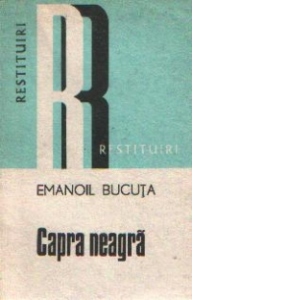 RESTITUIRI
R
RESTITUIRI
EMANOIL BUCUȚA
Capra neagră